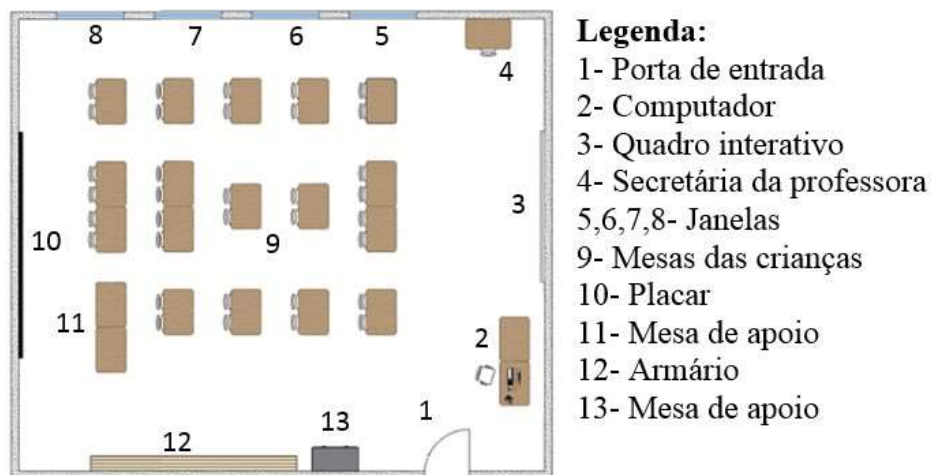 8 7 6 5
4
3
10 9
11
2
1
13
12
Legenda:
1- Porta de entrada
2- Computador
3- Quadro interativo
4- Secretária da professora
5,6,7,8- Janelas
9- Mesas das crianças
10- Placar
11- Mesa de apoio
12- Armário
13- Mesa de apoio